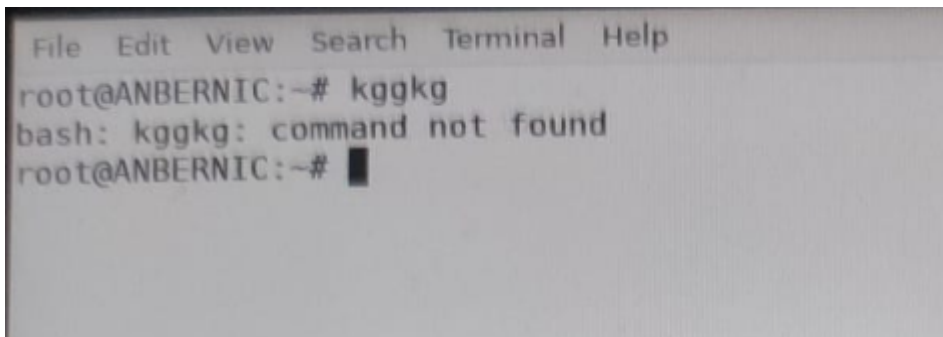 File Edit View Search Terminal Help
root@ANBERNIC:~# kggkg
bash: kggkg: command not found
root@ANBERNIC:~#